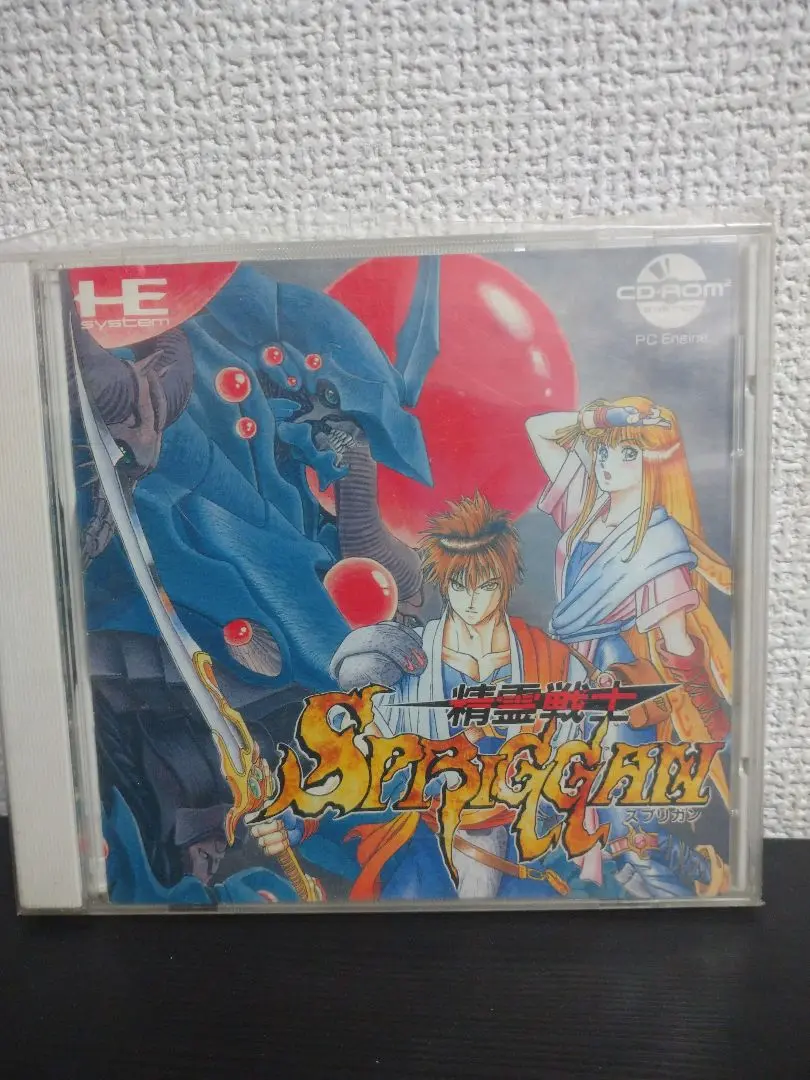 HE
system
CD-ROM²
PC Engine
精霊戦士
SPRIGGAN
スプリガン